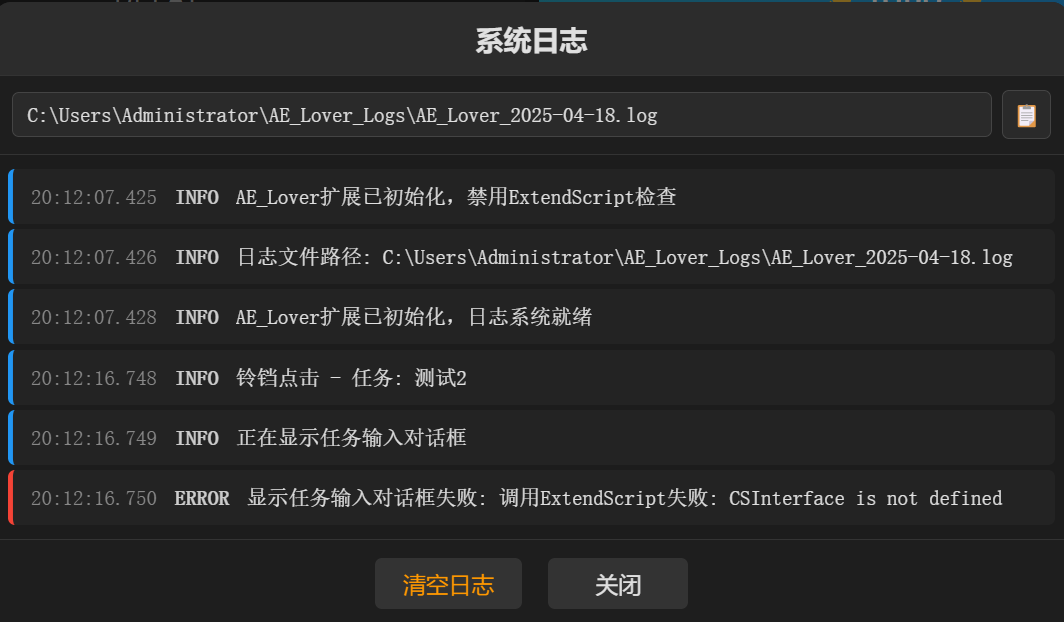 系统日志
C:\Users\Administrator\AE_Lover_Logs\AE_Lover_2025-04-18.log
20:12:07.425 INFO AE_Lover扩展已初始化，禁用ExtendScript检查
20:12:07.426 INFO 日志文件路径: C:\Users\Administrator\AE_Lover_Logs\AE_Lover_2025-04-18.log
20:12:07.428 INFO AE_Lover扩展已初始化，日志系统就绪
20:12:16.748 INFO 铃铛点击 - 任务: 测试2
20:12:16.749 INFO 正在显示任务输入对话框
20:12:16.750 ERROR 显示任务输入对话框失败: 调用ExtendScript失败: CSInterface is not defined
清空日志 关闭